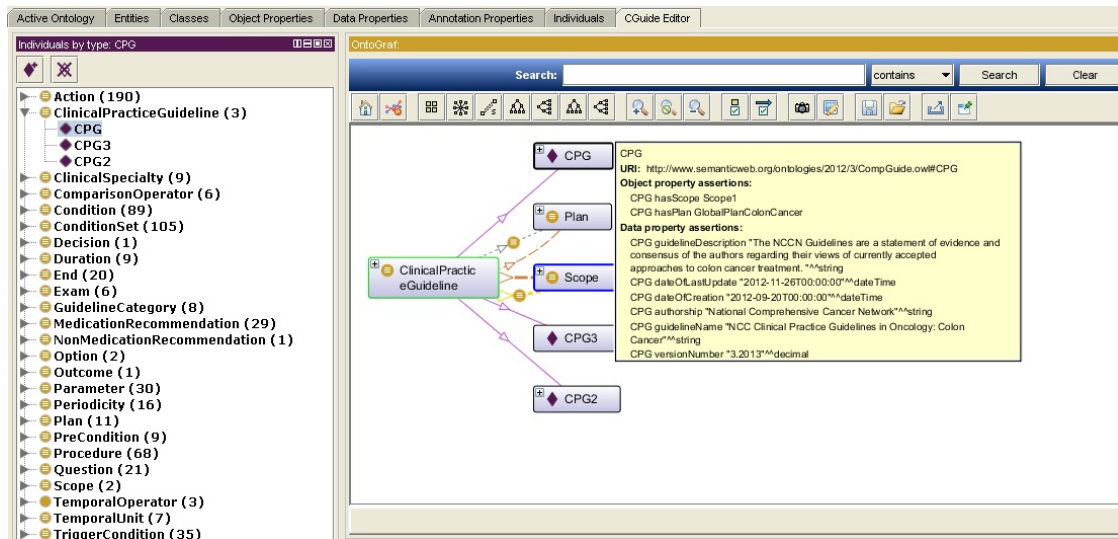 Active Ontology Entities Classes Object Properties Data Properties Annotation Properties Individuals CGuide Editor
Individuals by type: CPG
Action (190)
ClinicalPracticeGuideline (3)
CPG
CPG3
CPG2
ClinicalSpecialty (9)
ComparisonOperator (6)
Condition (89)
ConditionSet (105)
Decision (1)
Duration (9)
End (20)
Exam (6)
GuidelineCategory (8)
MedicationRecommendation (29)
NonMedicationRecommendation (1)
Option (2)
Outcome (1)
Parameter (30)
Periodicity (16)
Plan (11)
PreCondition (9)
Procedure (68)
Question (21)
Scope (2)
TemporalOperator (3)
TemporalUnit (7)
TriggerCondition (35)
OntoGraf:
Search: contains Search Clear
ClinicalPractic
eGuideline
CPG
Plan
Scope
CPG3
CPG2
CPG
URI: http://www.semanticweb.org/ontologies/2012/3/CompGuide.owl#CPG
Object property assertions:
CPG hasScope Scope1
CPG hasPlan GlobalPlanColonCancer
Data property assertions:
CPG guidelineDescription "The NCCN Guidelines are a statement of evidence and
consensus of the authors regarding their views of currently accepted
approaches to colon cancer treatment. "^^string
CPG dateOfLastUpdate "2012-11-26T00:00:00"^^dateTime
CPG dateOfCreation "2012-09-20T00:00:00"^^dateTime
CPG authorship "National Comprehensive Cancer Network"^^string
CPG guidelineName "NCC Clinical Practice Guidelines in Oncology: Colon
Cancer"^^string
CPG versionNumber "3.2013"^^decimal